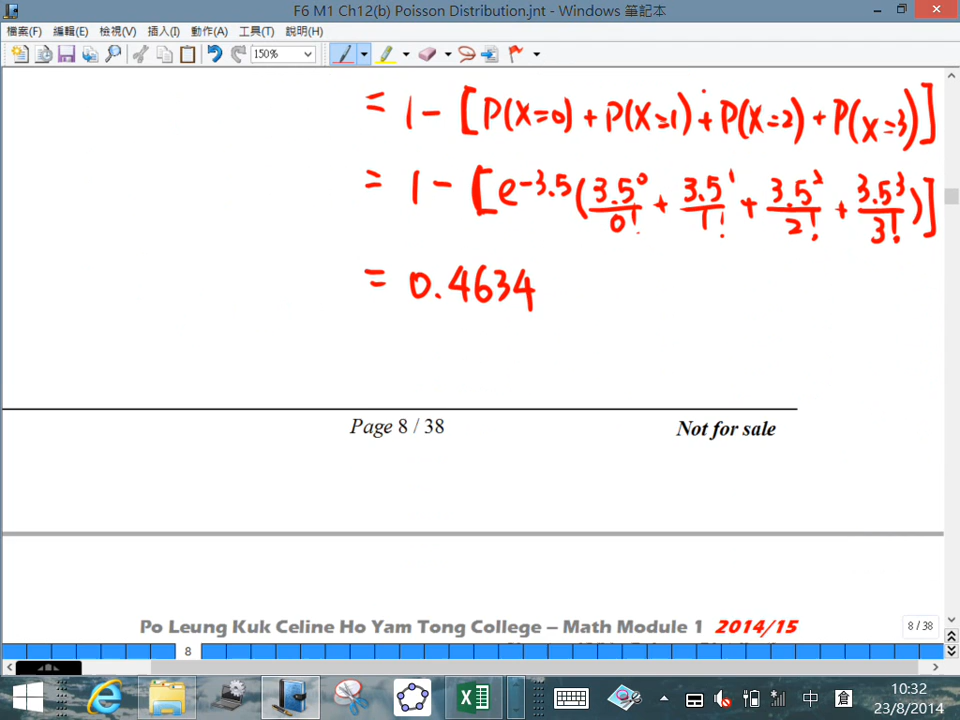 F6 M1 Ch12(b) Poisson Distribution.jnt - Windows 筆記本
檔案(F) 編輯(E) 檢視(V) 插入(I) 動作(A) 工具(T) 說明(H)
150%
= 1 - [P(X=0) + P(X=1) + P(X=2) + P(X=3)]
= 1 - [e^-3.5 (3.5^0/0! + 3.5^1/1! + 3.5^2/2! + 3.5^3/3!)]
= 0.4634
Page 8 / 38 Not for sale
Po Leung Kuk Celine Ho Yam Tong College – Math Module 1 2014/15
8 / 38
8
中 倉 10:32
23/8/2014